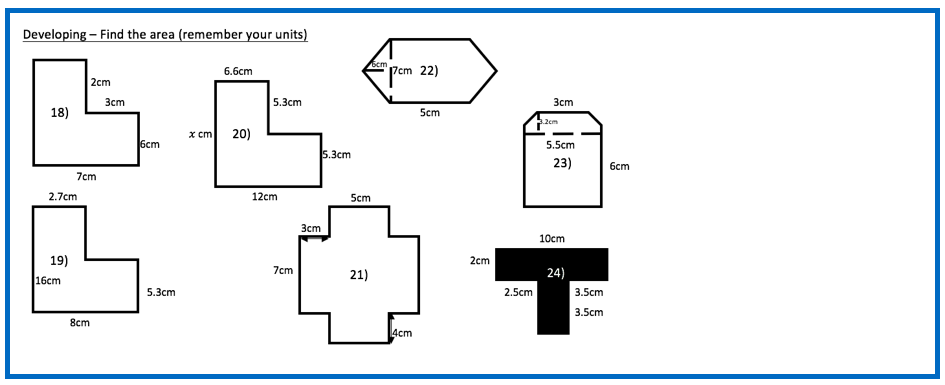 Developing – Find the area (remember your units)
18)
2cm
3cm
6cm
7cm
6.6cm
5.3cm
x cm
20)
5.3cm
12cm
6cm
7cm
22)
5cm
3cm
5.5cm
23)
6cm
2.7cm
19)
16cm
5.3cm
8cm
5cm
3cm
7cm
21)
4cm
10cm
2cm
24)
2.5cm
3.5cm
3.5cm